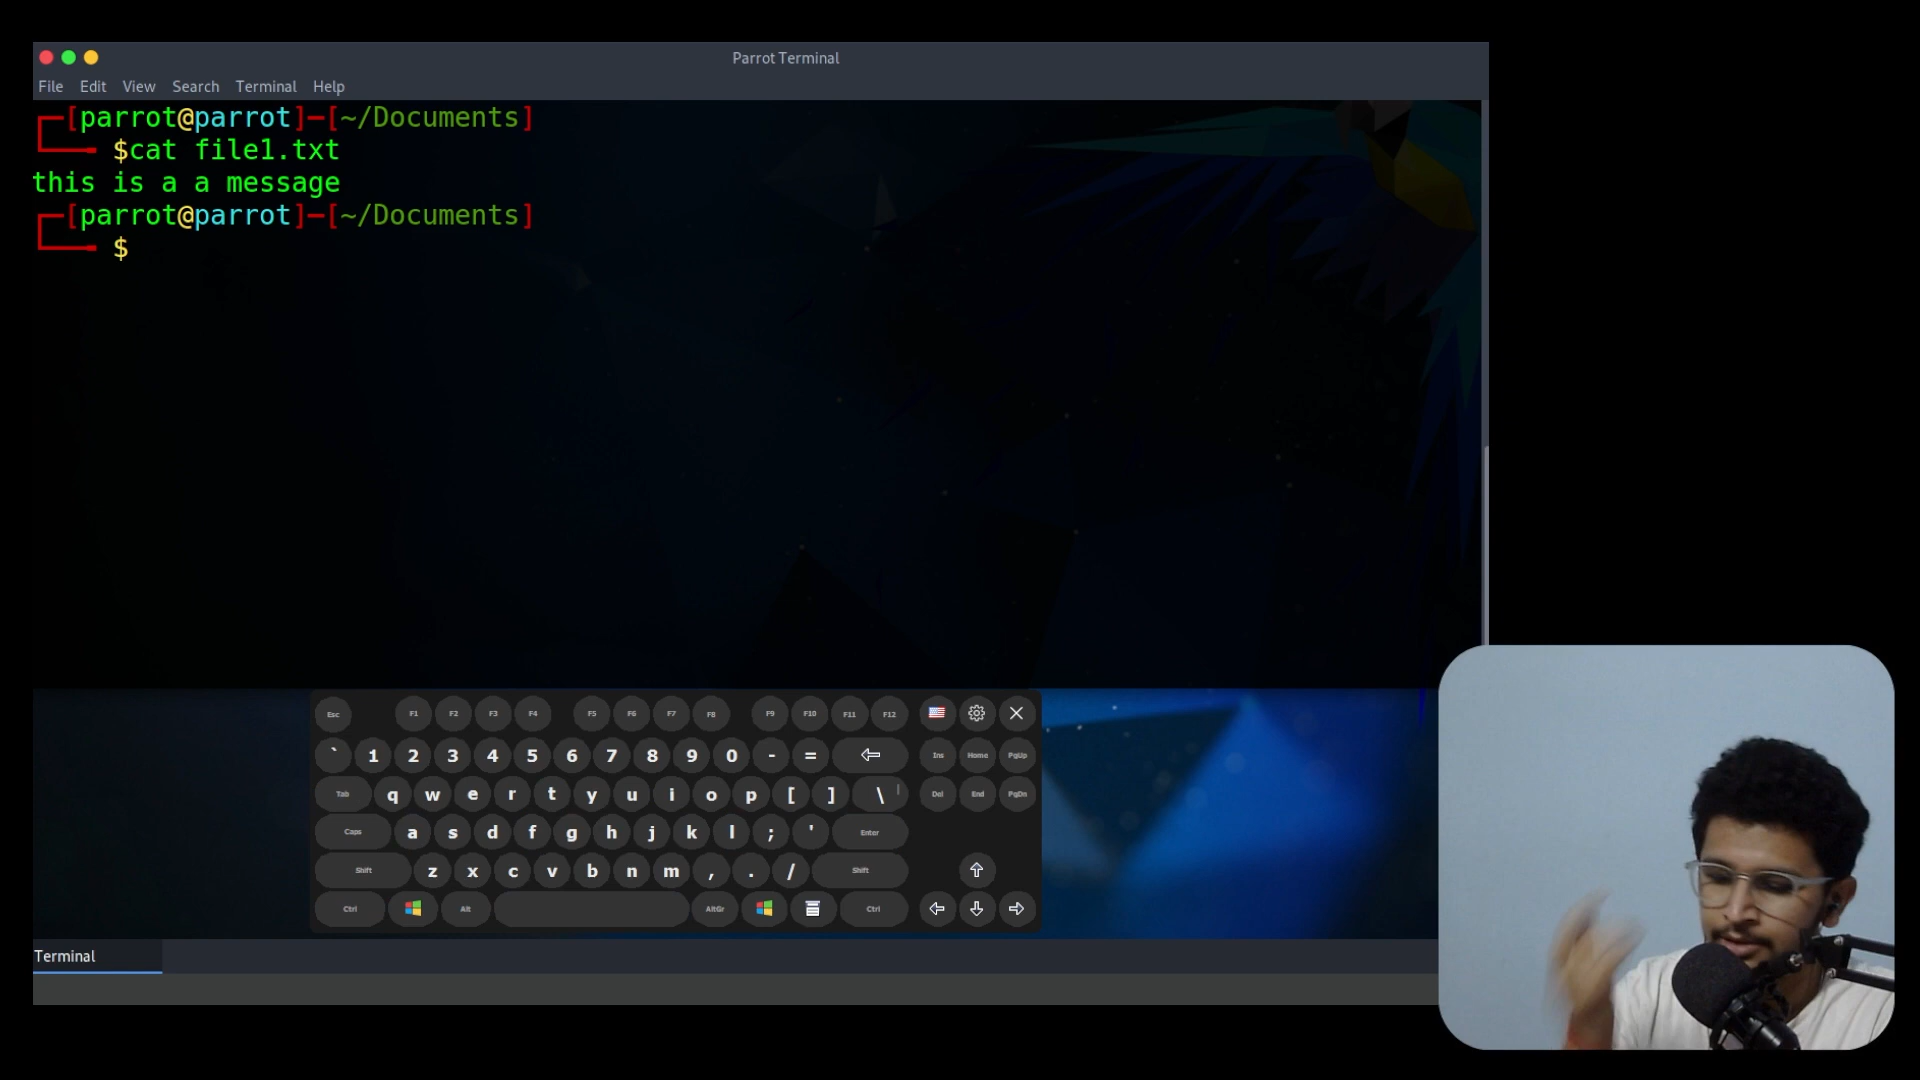 Parrot Terminal
File Edit View Search Terminal Help
[parrot@parrot]─[~/Documents]
$cat file1.txt
this is a a message
[parrot@parrot]─[~/Documents]
$
Esc F1 F2 F3 F4 F5 F6 F7 F8 F9 F10 F11 F12
` 1 2 3 4 5 6 7 8 9 0 - = Ins Home PgUp
Tab q w e r t y u i o p [ ] \ | Del End PgDn
Caps a s d f g h j k l ; ' Enter
Shift z x c v b n m , . / Shift
Ctrl Alt AltGr Ctrl
Terminal